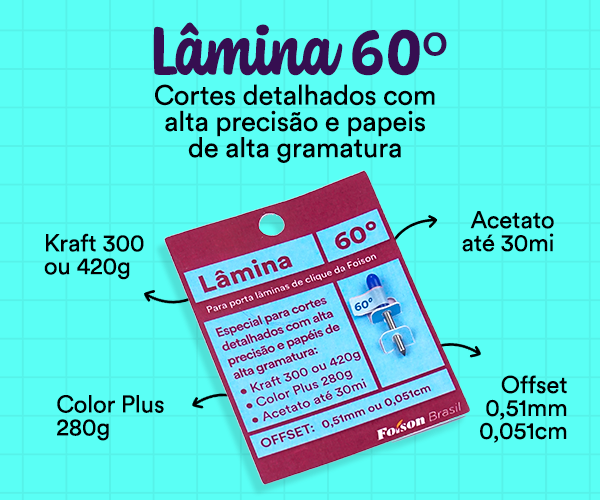 Lâmina 60º
Cortes detalhados com
alta precisão e papeis
de alta gramatura
Kraft 300
ou 420g
Acetato
até 30mi
Color Plus
280g
Offset
0,51mm
0,051cm
Lâmina
60º
Para porta lâminas de clique da Foison
Especial para cortes
detalhados com alta
precisão e papéis de
alta gramatura:
• Kraft 300 ou 420g
• Color Plus 280g
• Acetato até 30mi
60º
OFFSET: 0,51mm ou 0,051cm
Foison Brasil